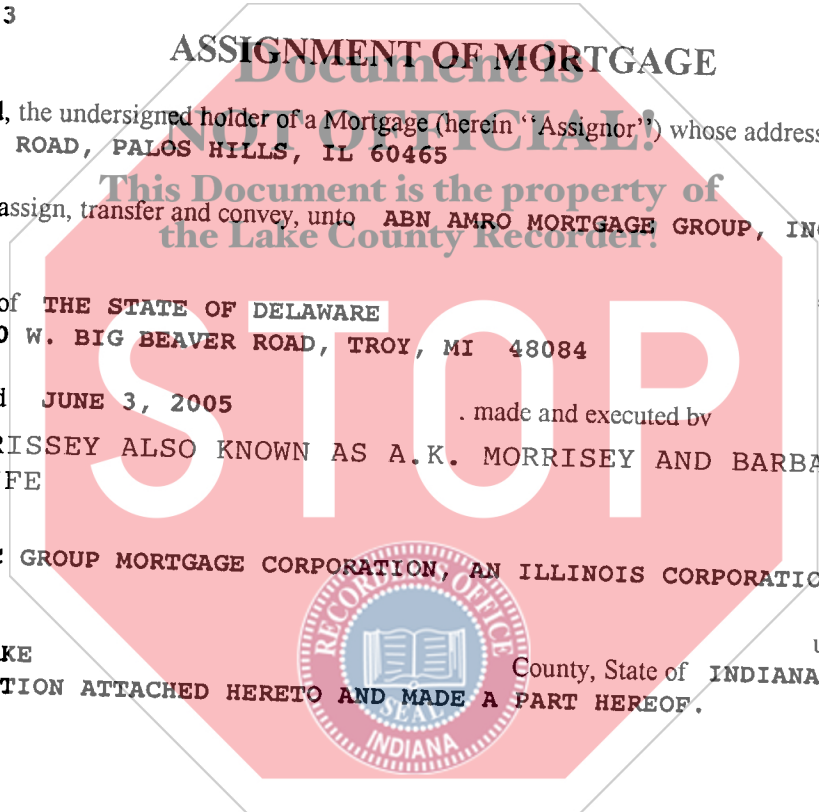 3
ASSIGNMENT OF MORTGAGE
Document is
, the undersigned holder of a Mortgage (herein “Assignor”) whose address
NOT OFFICIAL!
ROAD, PALOS HILLS, IL 60465
This Document is the property of
assign, transfer and convey, unto ABN AMRO MORTGAGE GROUP, INC
the Lake County Recorder!
of THE STATE OF DELAWARE
0 W. BIG BEAVER ROAD, TROY, MI 48084
STOP
d JUNE 3, 2005 . made and executed by
RISSEY ALSO KNOWN AS A.K. MORRISEY AND BARBA
FE
GROUP MORTGAGE CORPORATION, AN ILLINOIS CORPORATIO
RECORDER'S OFFICE
KE County, State of INDIANA
TION ATTACHED HERETO AND MADE A PART HEREOF.
SEAL
INDIANA